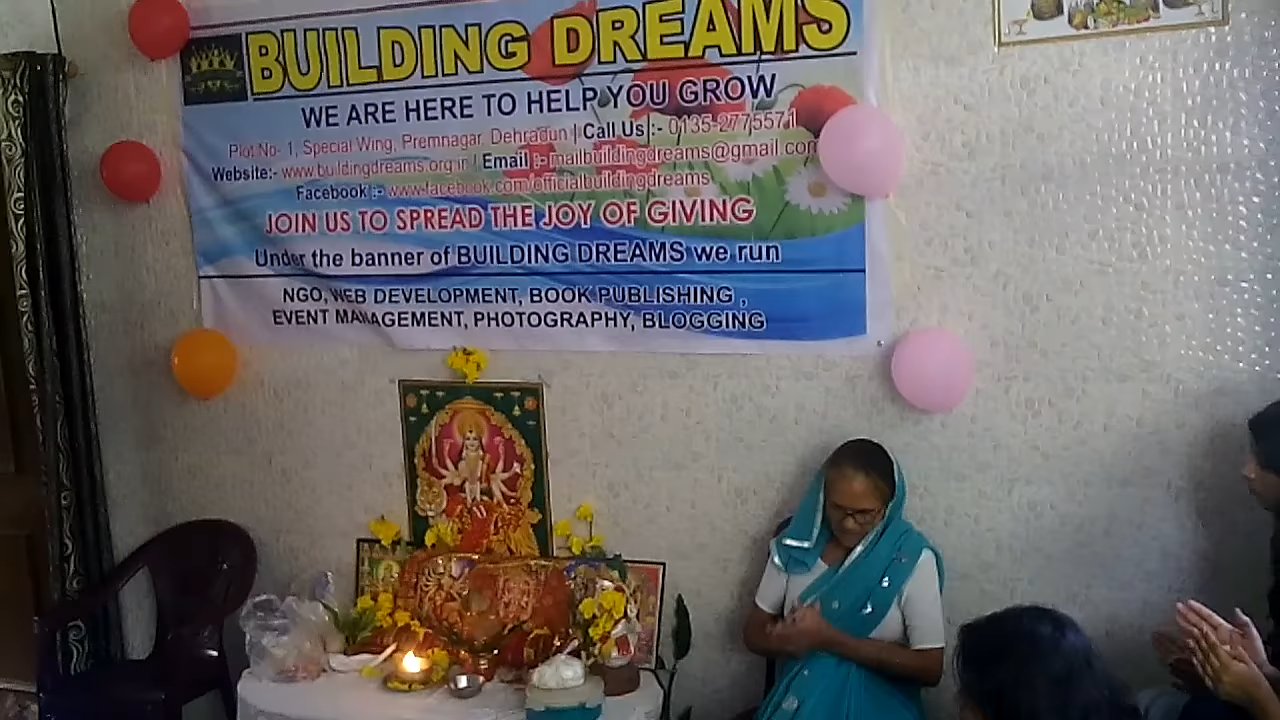 BUILDING DREAMS
WE ARE HERE TO HELP YOU GROW
Plot No- 1, Special Wing, Premnagar, Dehradun | Call Us :- 0135-2775571
Website:- www.buildingdreams.org.in / Email :- mailbuildingdreams@gmail.com
Facebook :- www.facebook.com/officialbuildingdreams
JOIN US TO SPREAD THE JOY OF GIVING
Under the banner of BUILDING DREAMS we run
NGO, WEB DEVELOPMENT, BOOK PUBLISHING ,
EVENT MANAGEMENT, PHOTOGRAPHY, BLOGGING